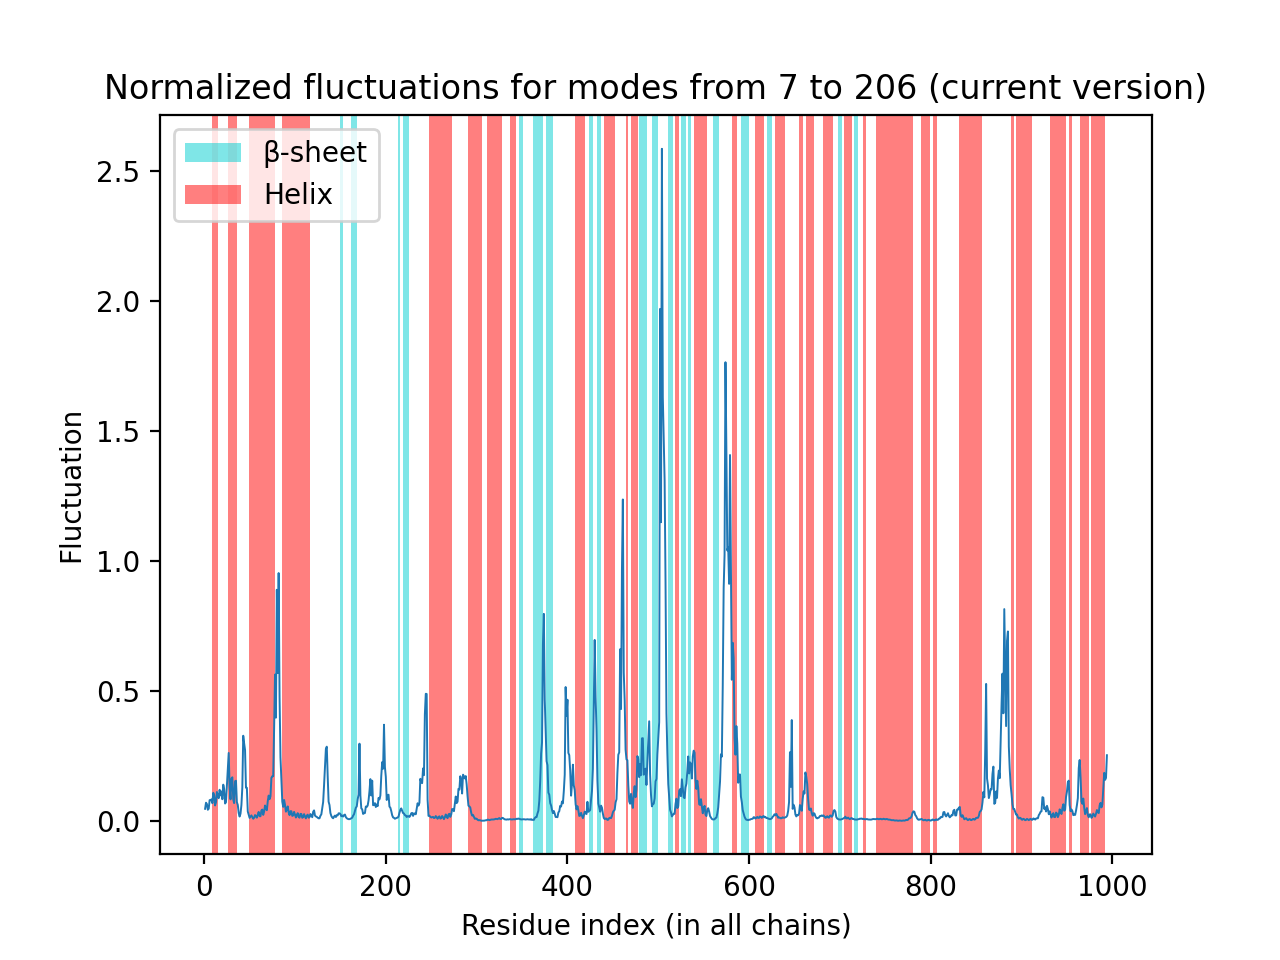 Normalized fluctuations for modes from 7 to 206 (current version)
β-sheet
Helix
2.5
2.0
1.5
1.0
0.5
0.0
Fluctuation
0 200 400 600 800 1000
Residue index (in all chains)